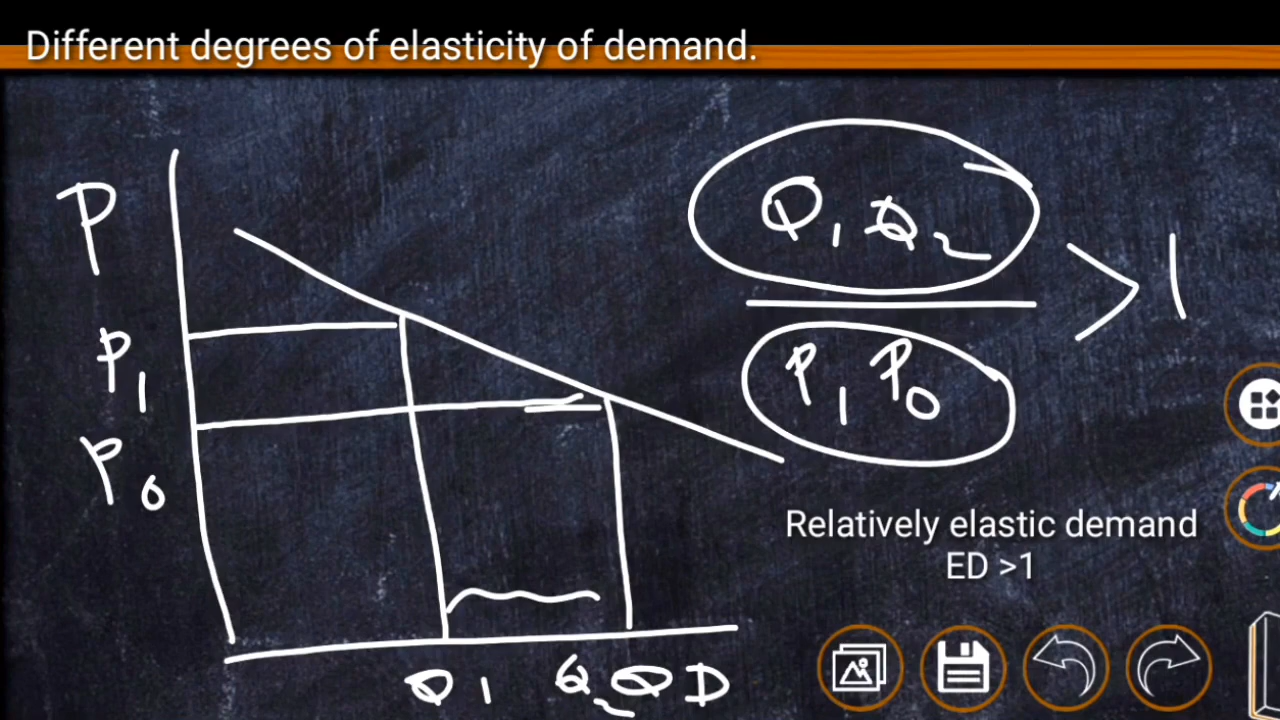 Different degrees of elasticity of demand.
P
Q1 Q2 > 1
P1
P1 P0
P0
Relatively elastic demand
ED >1
Q1 Q2 QD